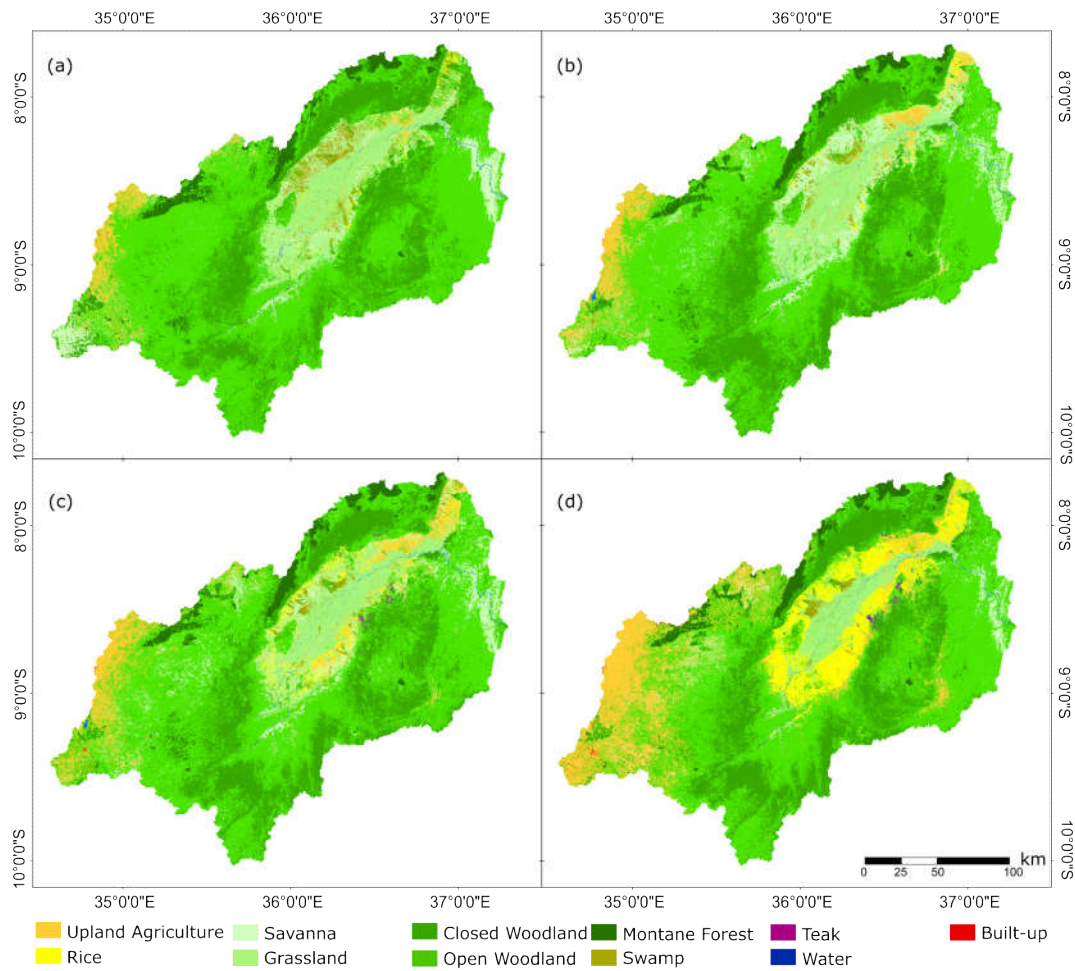 35°0'0"E 36°0'0"E 37°0'0"E 35°0'0"E 36°0'0"E 37°0'0"E
(a) (b)
8°0'0"S 8°0'0"S
9°0'0"S 9°0'0"S
10°0'0"S 10°0'0"S
(c) (d)
8°0'0"S 8°0'0"S
9°0'0"S 9°0'0"S
10°0'0"S 10°0'0"S
km
0 25 50 100
35°0'0"E 36°0'0"E 37°0'0"E 35°0'0"E 36°0'0"E 37°0'0"E
Upland Agriculture Savanna Closed Woodland Montane Forest Teak Built-up
Rice Grassland Open Woodland Swamp Water